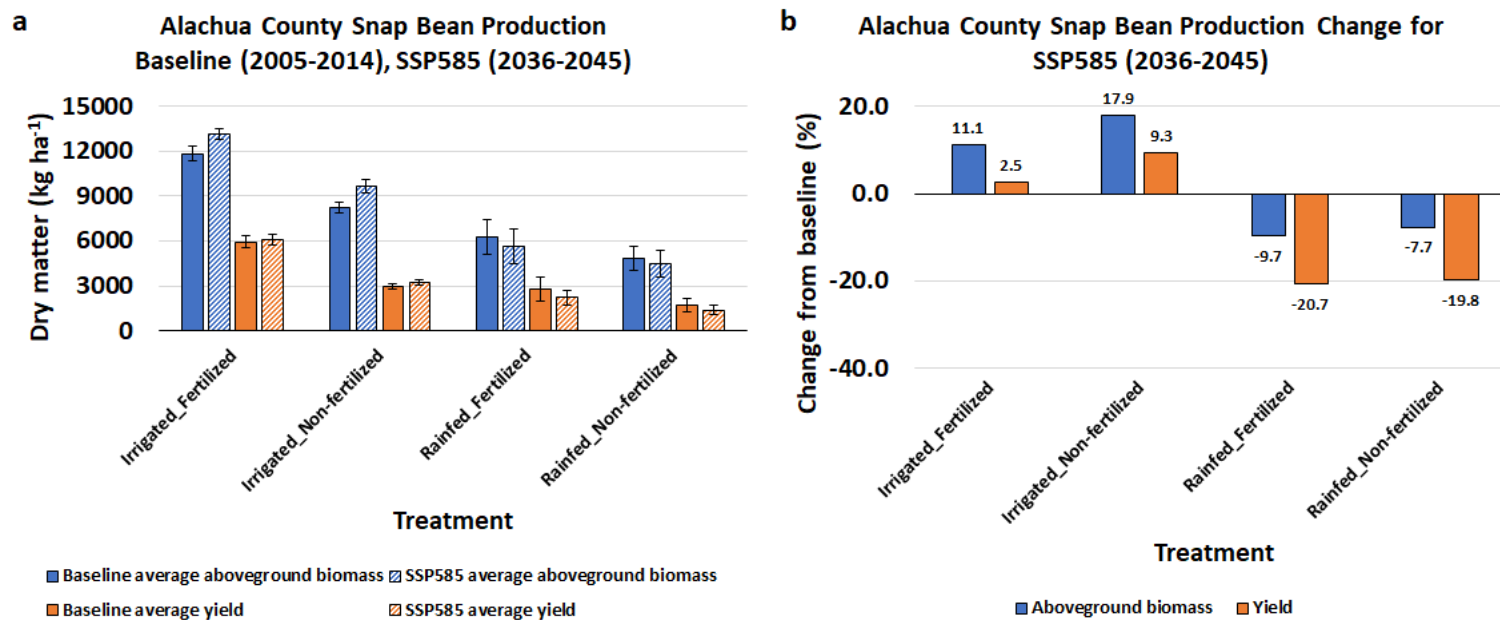 a
Alachua County Snap Bean Production
Baseline (2005-2014), SSP585 (2036-2045)
Dry matter (kg ha⁻¹)
15000
12000
9000
6000
3000
0
Irrigated_Fertilized
Irrigated_Non-fertilized
Rainfed_Fertilized
Rainfed_Non-fertilized
Treatment
Baseline average aboveground biomass
SSP585 average aboveground biomass
Baseline average yield
SSP585 average yield
b
Alachua County Snap Bean Production Change for
SSP585 (2036-2045)
Change from baseline (%)
20.0
0.0
-20.0
-40.0
11.1
2.5
17.9
9.3
-9.7
-20.7
-7.7
-19.8
Irrigated_Fertilized
Irrigated_Non-fertilized
Rainfed_Fertilized
Rainfed_Non-fertilized
Treatment
Aboveground biomass
Yield